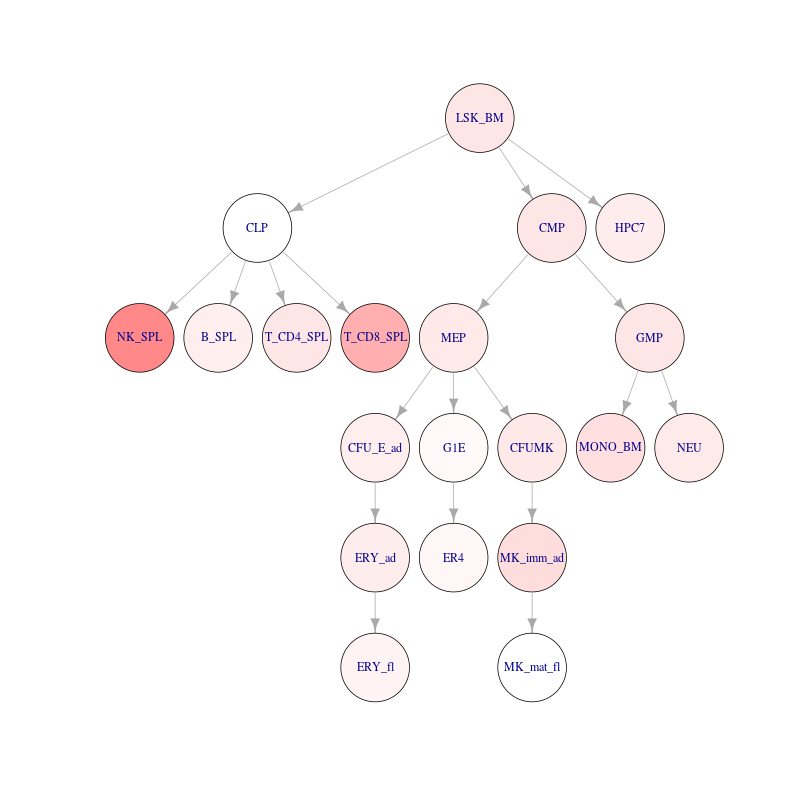 LSK_BM
CLP
CMP
HPC7
NK_SPL
B_SPL
T_CD4_SPL
T_CD8_SPL
MEP
GMP
CFU_E_ad
G1E
CFUMK
MONO_BM
NEU
ERY_ad
ER4
MK_imm_ad
ERY_fl
MK_mat_fl